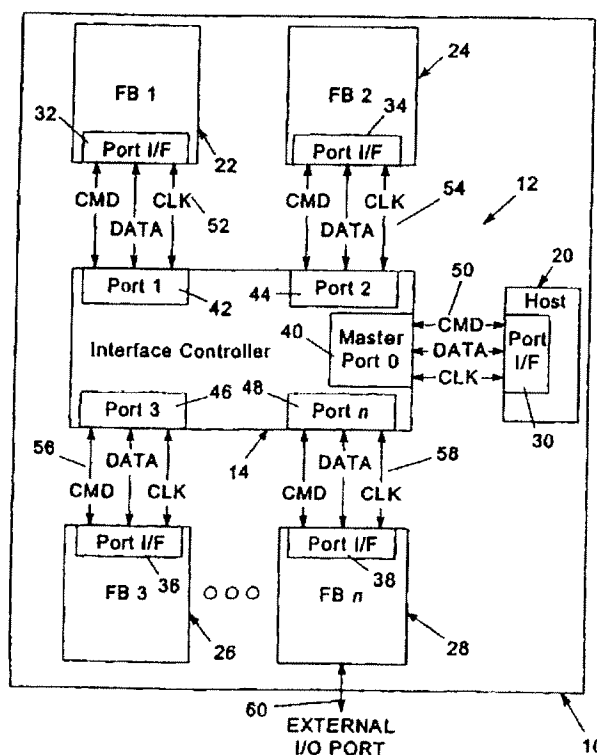 24
FB 1
FB 2
32
34
Port I/F
22
Port I/F
CMD
CLK
52
CMD
CLK
54
12
DATA
DATA
20
Port 1
42
44
Port 2
50
Host
40
Master
Port 0
CMD
DATA
CLK
Port
I/F
30
Interface Controller
46
48
Port 3
Port n
56
DATA
14
DATA
58
CMD
CLK
CMD
CLK
Port I/F
Port I/F
36
38
FB 3
FB n
26
28
60
EXTERNAL
I/O PORT